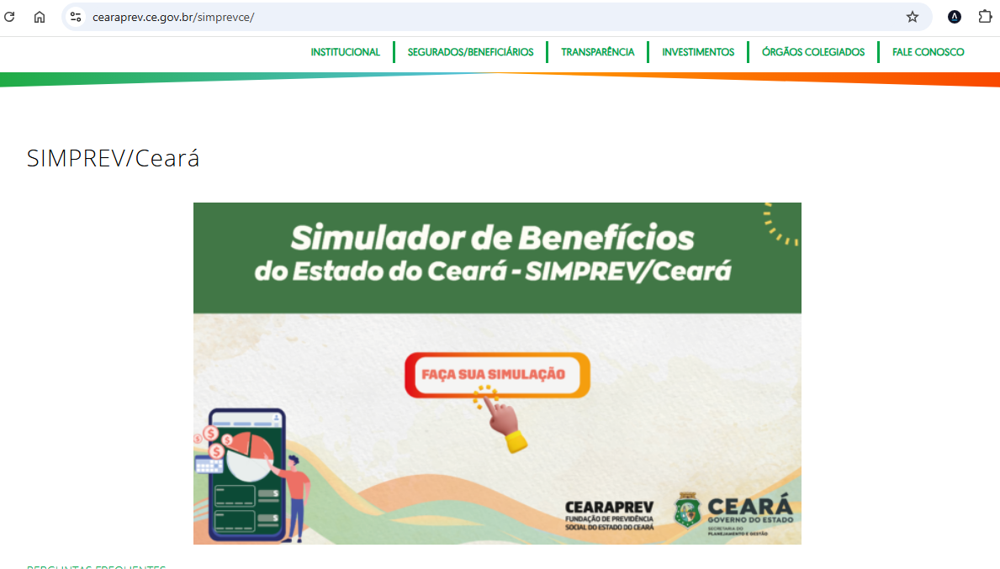 cearaprev.ce.gov.br/simprevce/
INSTITUCIONAL
SEGURADOS/BENEFICIÁRIOS
TRANSPARÊNCIA
INVESTIMENTOS
ÓRGÃOS COLEGIADOS
FALE CONOSCO
SIMPREV/Ceará
Simulador de Benefícios
do Estado do Ceará - SIMPREV/Ceará
FAÇA SUA SIMULAÇÃO
CEARAPREV
FUNDAÇÃO DE PREVIDÊNCIA
SOCIAL DO ESTADO DO CEARÁ
CEARÁ
GOVERNO DO ESTADO
SECRETARIA DO
PLANEJAMENTO E GESTÃO
PERGUNTAS FREQUENTES